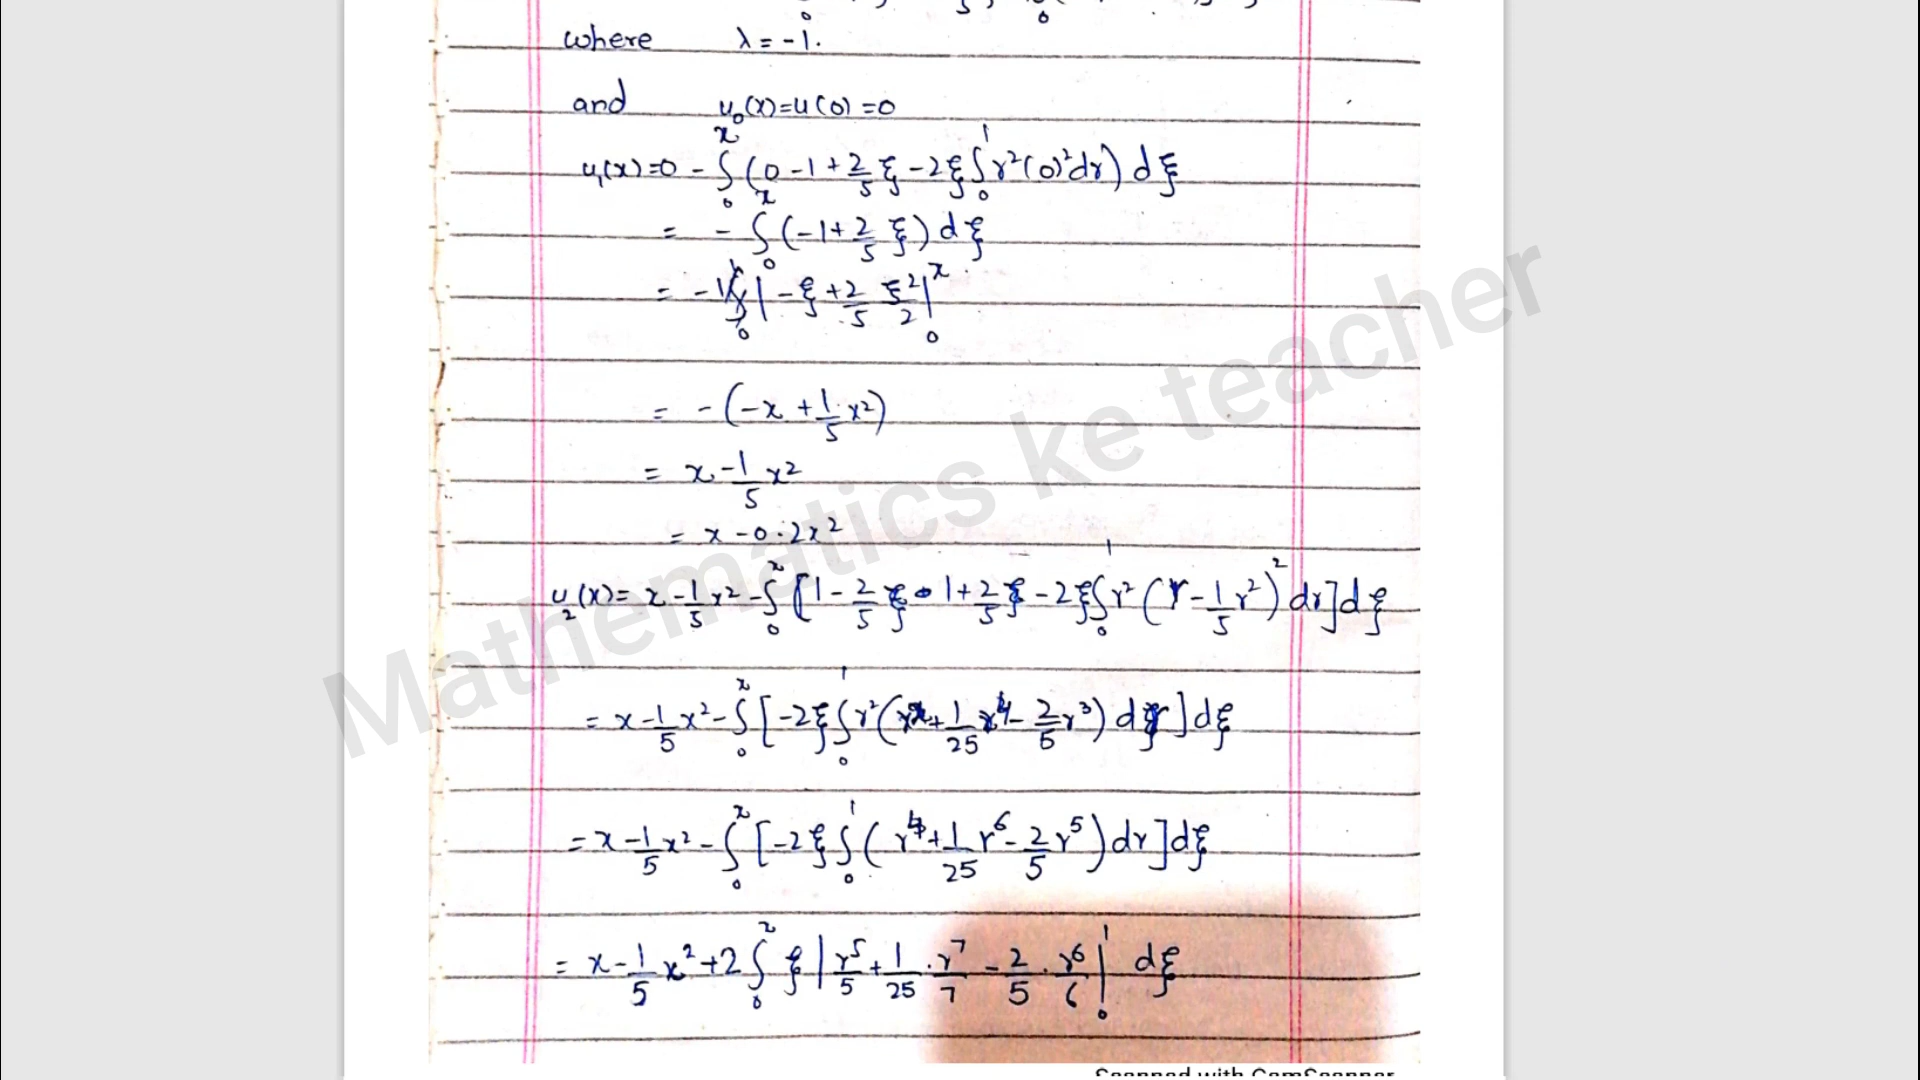 where λ = -1.
and u₀(x)=u(0)=0
u₁(x)=0 - ∫₀ˣ (0 - 1 + 2/5 ξ - 2ξ ∫₀¹ r²(0)² dr) dξ
= - ∫₀ˣ (-1 + 2/5 ξ) dξ
= - | -ξ + 2/5 ξ²/2 |₀ˣ
= - (-x + 1/5 x²)
= x - 1/5 x²
= x - 0.2x²
u₂(x)= x - 1/5 x² - ∫₀ˣ [1 - 2/5 ξ - 1 + 2/5 ξ - 2ξ ∫₀¹ r² (r - 1/5 r²)² dr] dξ
= x - 1/5 x² - ∫₀ˣ [-2ξ ∫₀¹ r² (r² + 1/25 r⁴ - 2/5 r³) dr] dξ
= x - 1/5 x² - ∫₀ˣ [-2ξ ∫₀¹ (r⁴ + 1/25 r⁶ - 2/5 r⁵) dr] dξ
= x - 1/5 x² + 2 ∫₀ˣ ξ | r⁵/5 + 1/25 · r⁷/7 - 2/5 · r⁶/6 |₀¹ dξ
Mathematics ke teacher
Scanned with CamScanner